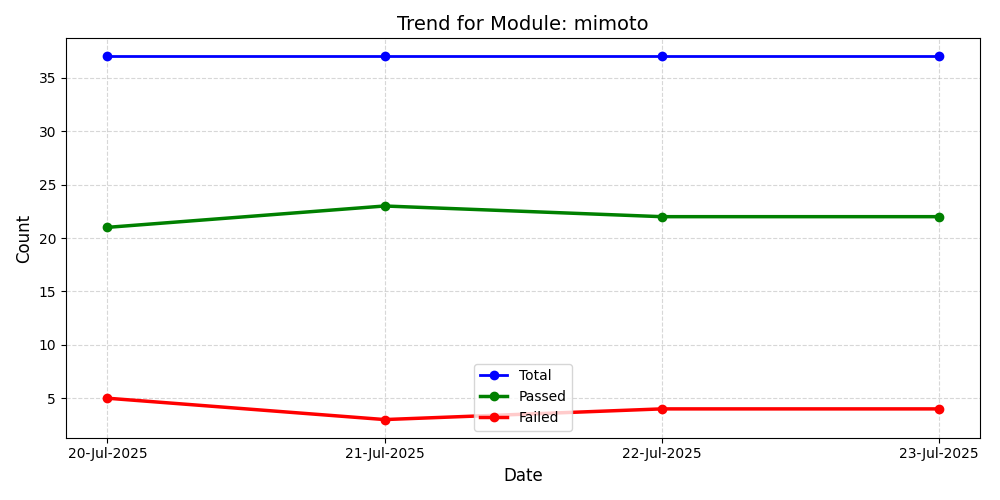 Trend for Module: mimoto
Count
35
30
25
20
15
10
5
Total
Passed
Failed
20-Jul-2025
21-Jul-2025
22-Jul-2025
23-Jul-2025
Date